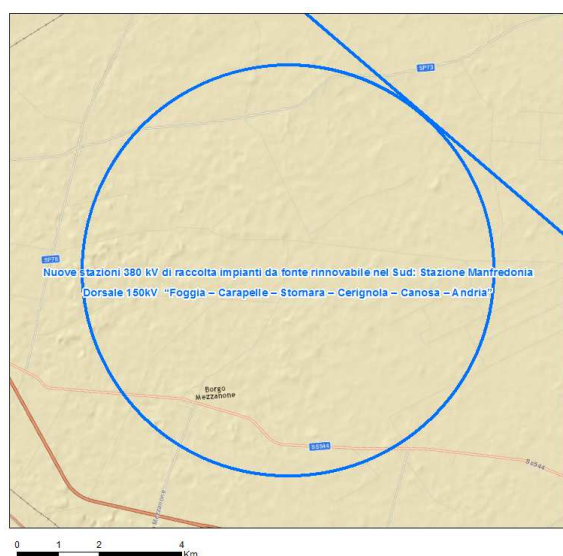 SP73
SP70
Nuove stazioni 380 kV di raccolta impianti da fonte rinnovabile nel Sud: Stazione Manfredonia
Dorsale 150kV "Foggia – Carapelle – Stornara – Cerignola – Canosa – Andria"
Borgo
Mezzanone
SS544
SS544
Mezzanone
0 1 2 4
Km